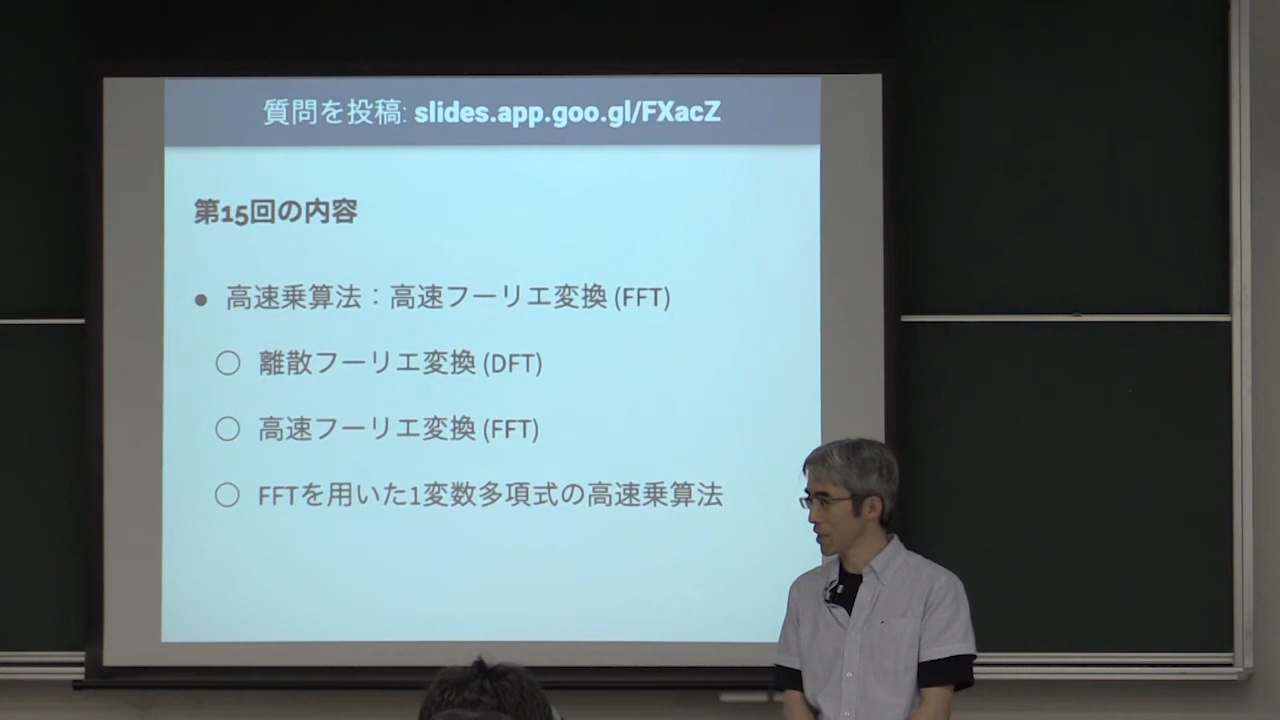 質問を投稿: slides.app.goo.gl/FXacZ
第15回の内容
● 高速乗算法：高速フーリエ変換 (FFT)
○ 離散フーリエ変換 (DFT)
○ 高速フーリエ変換 (FFT)
○ FFTを用いた1変数多項式の高速乗算法